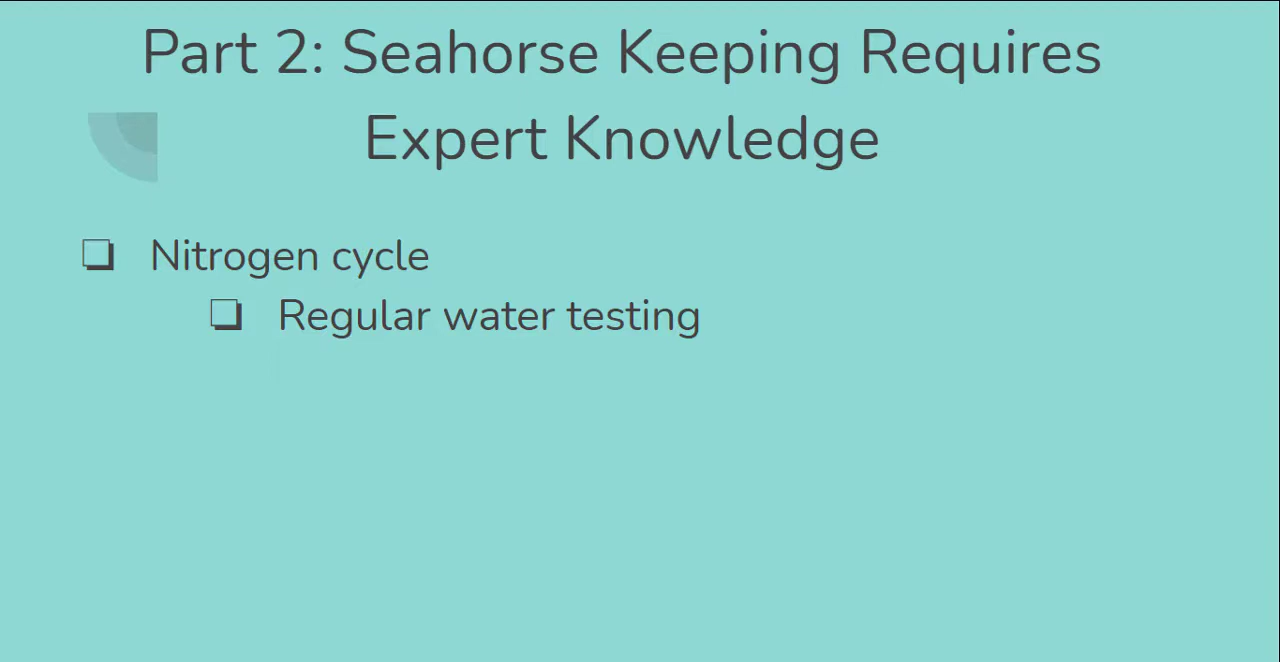 Part 2: Seahorse Keeping Requires
Expert Knowledge
❏ Nitrogen cycle
❏ Regular water testing